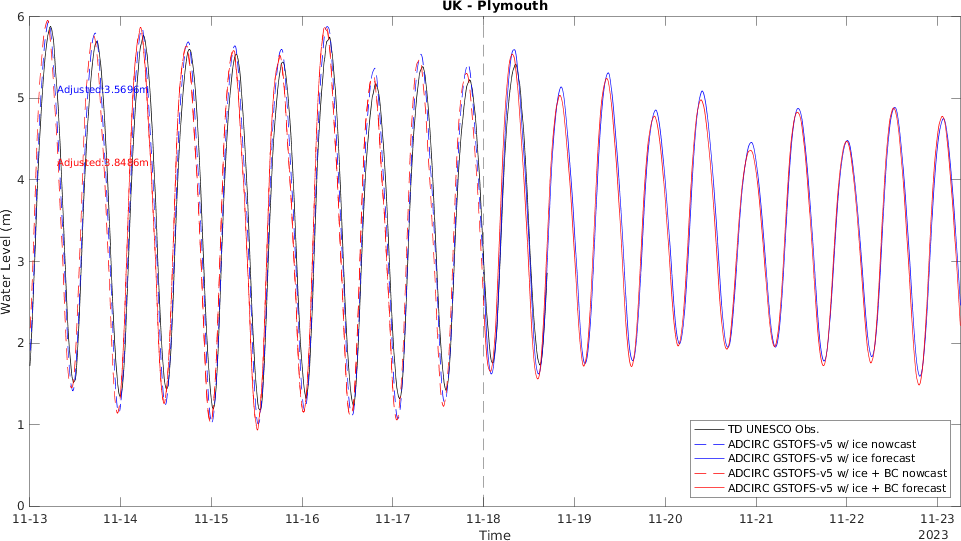 UK - Plymouth
6
5
4
3
2
1
0
Water Level (m)
Adjusted:3.5696m
Adjusted:3.8486m
TD UNESCO Obs.
ADCIRC GSTOFS-v5 w/ ice nowcast
ADCIRC GSTOFS-v5 w/ ice forecast
ADCIRC GSTOFS-v5 w/ ice + BC nowcast
ADCIRC GSTOFS-v5 w/ ice + BC forecast
11-13 11-14 11-15 11-16 11-17 11-18 11-19 11-20 11-21 11-22 11-23
Time
2023